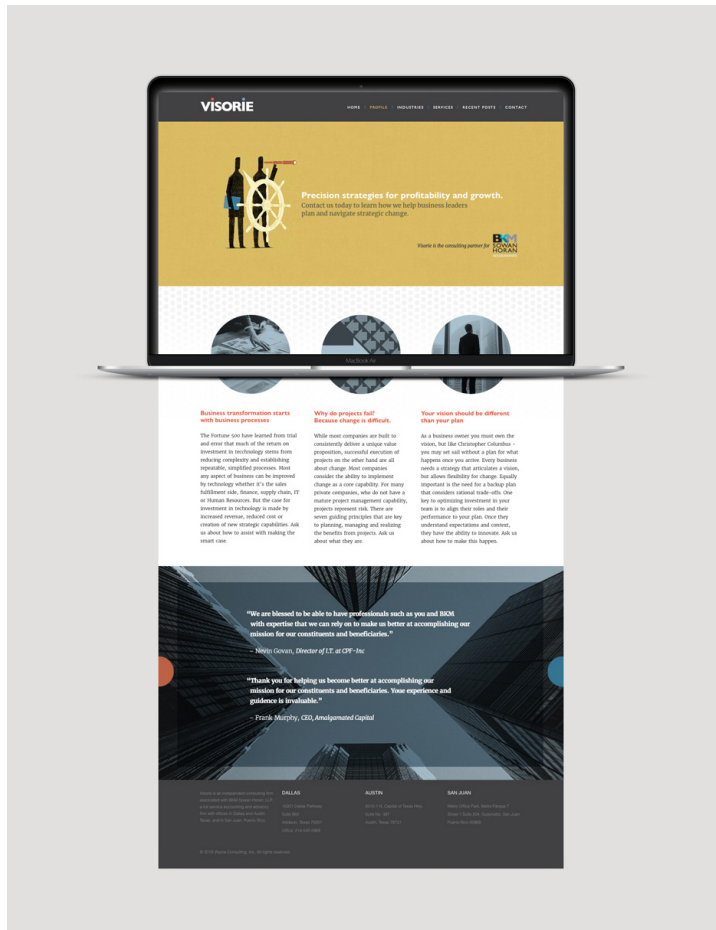 VISORIE
HOME PROFILE INDUSTRIES SERVICES RECENT POSTS CONTACT
Precision strategies for profitability and growth.
Contact us today to learn how we help business leaders
plan and navigate strategic change.
Visorie is the consulting partner for
BKM
SOWAN
HORAN
MacBook Air
Business transformation starts
with business processes
The Fortune 500 have learned from trial
and error that much of the return on
investment in technology stems from
reducing complexity and establishing
repeatable, simplified processes. Most
any aspect of business can be improved
by technology whether it's the sales
fulfillment side, finance, supply chain, IT
or Human Resources. But the case for
investment in technology is made by
increased revenue, reduced cost or
creation of new strategic capabilities. Ask
us about how to assist with making the
smart case.
Why do projects fail?
Because change is difficult.
While most companies are built to
consistently deliver a unique value
proposition, successful execution of
projects on the other hand are all
about change. Most companies
consider the ability to implement
change as a core capability. For many
private companies, who do not have a
mature project management capability,
projects represent risk. There are
seven guiding principles that are key
to planning, managing and realizing
the benefits from projects. Ask us
about what they are.
Your vision should be different
than your plan
As a business owner you must own the
vision, but like Christopher Columbus –
you may set sail without a plan for what
happens once you arrive. Every business
needs a strategy that articulates a vision,
but allows flexibility for change. Equally
important is the need for a backup plan
that considers rational trade-offs. One
key to optimizing investment in your
team is to align their roles and their
performance to your plan. Once they
understand expectations and context,
they have the ability to innovate. Ask us
about how to make this happen.
“We are blessed to be able to have professionals such as you and BKM
with expertise that we can rely on to make us better at accomplishing our
mission for our constituents and beneficiaries.”
– Nevin Govan, Director of I.T. at CPF-Inc
“Thank you for helping us become better at accomplishing our
mission for our constituents and beneficiaries. Youe experience and
guidence is invaluable.”
– Frank Murphy, CEO, Amalgamated Capital
DALLAS
AUSTIN
SAN JUAN